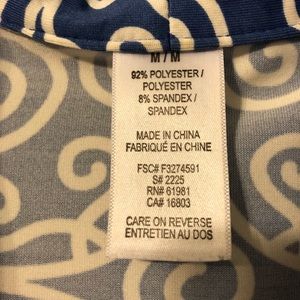 M / M
92% POLYESTER /
POLYESTER
8% SPANDEX /
SPANDEX
MADE IN CHINA
FABRIQUÉ EN CHINE
FSC# F3274591
S# 2225
RN# 61981
CA# 16803
CARE ON REVERSE
ENTRETIEN AU DOS